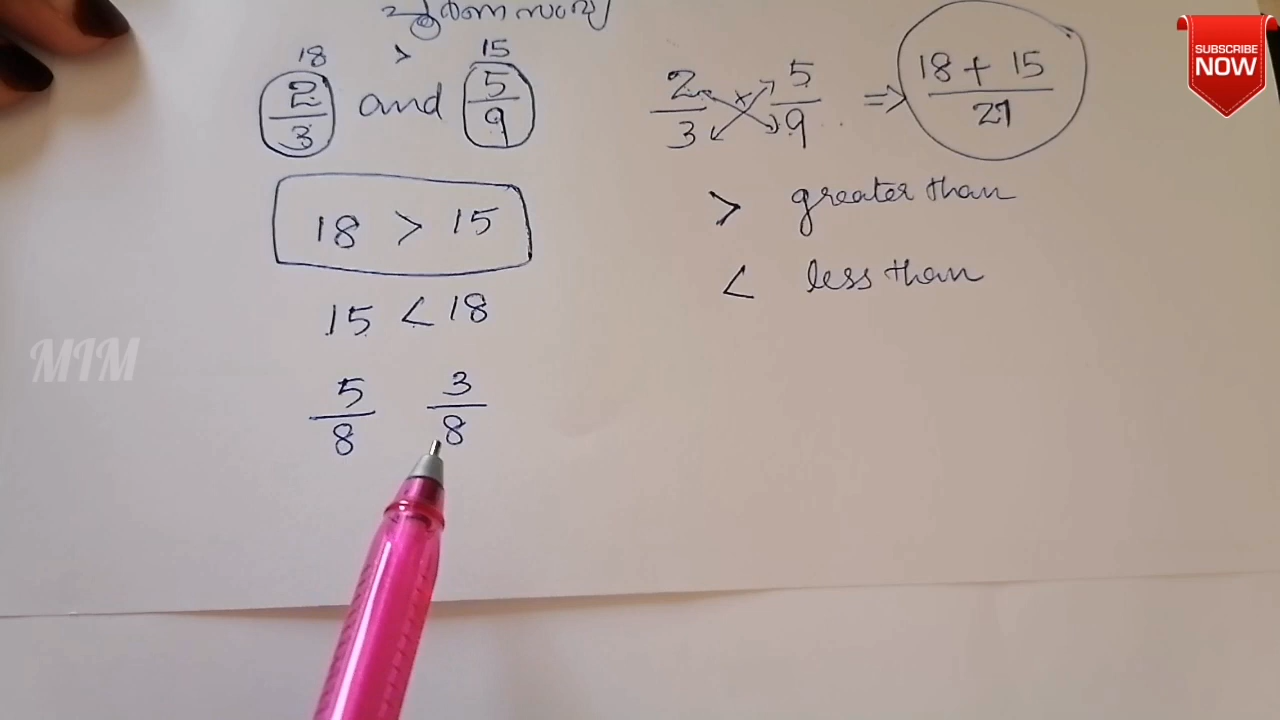 പൂർണസംഖ്യ
18 > 15
2/3 and 5/9
18 > 15
15 < 18
5/8 3/8
2/3 × 5/9 ⇒ 18 + 15/27
> greater than
< less than
SUBSCRIBE
NOW
MIM